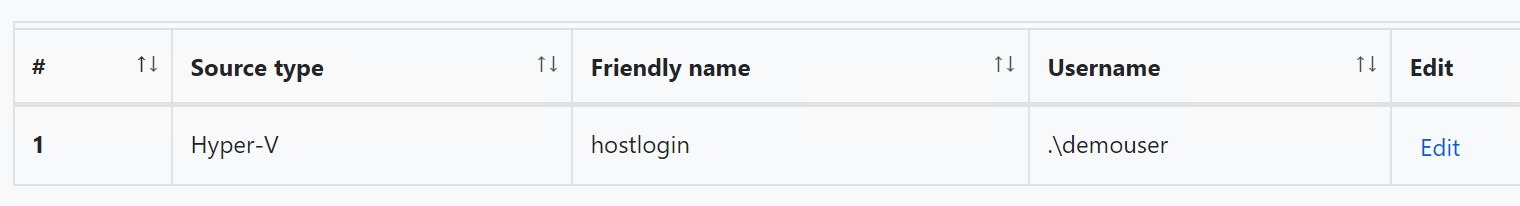 # ↑↓ Source type ↑↓ Friendly name ↑↓ Username ↑↓ Edit
1 Hyper-V hostlogin .\demouser Edit